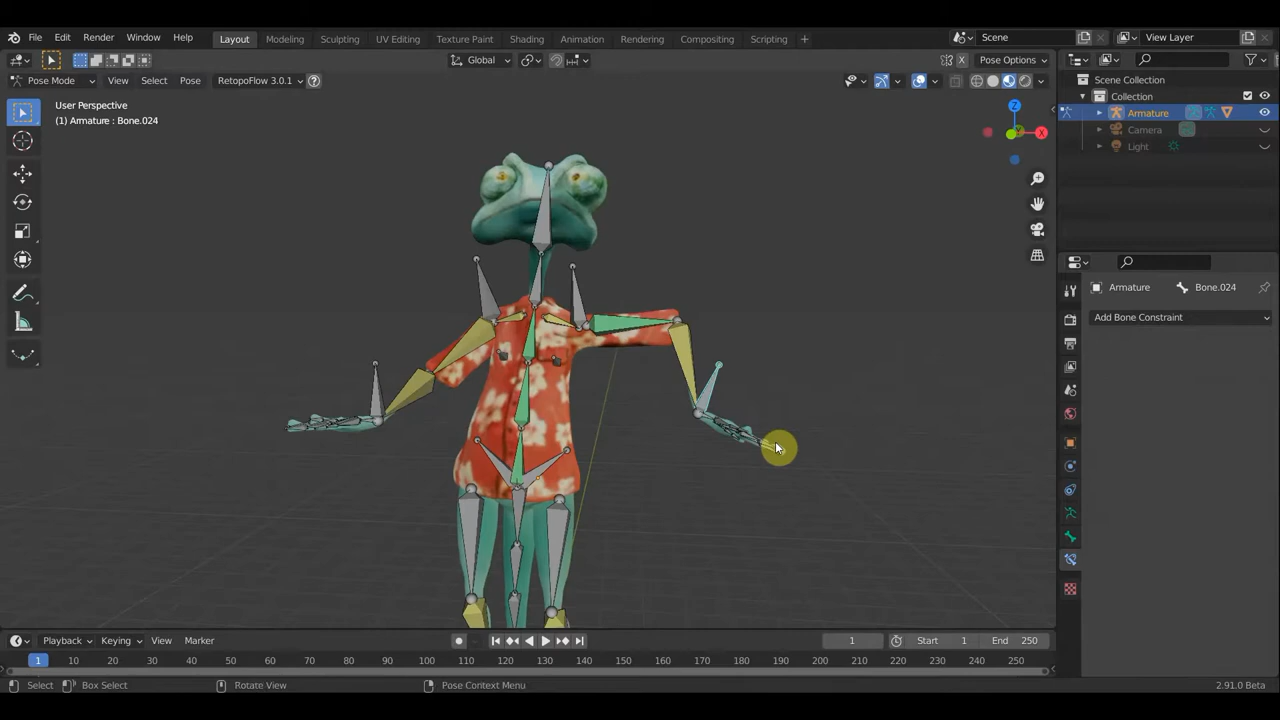 File Edit Render Window Help Layout Modeling Sculpting UV Editing Texture Paint Shading Animation Rendering Compositing Scripting + Scene View Layer
Global Pose Options
Pose Mode View Select Pose RetopoFlow 3.0.1
Scene Collection
Collection
Armature
Camera
Light
User Perspective
(1) Armature : Bone.024
Z
X
Armature Bone.024
Add Bone Constraint
Playback Keying View Marker 1 Start 1 End 250
1 10 20 30 40 50 60 70 80 90 100 110 120 130 140 150 160 170 180 190 200 210 220 230 240 250
Select Box Select Rotate View Pose Context Menu 2.91.0 Beta